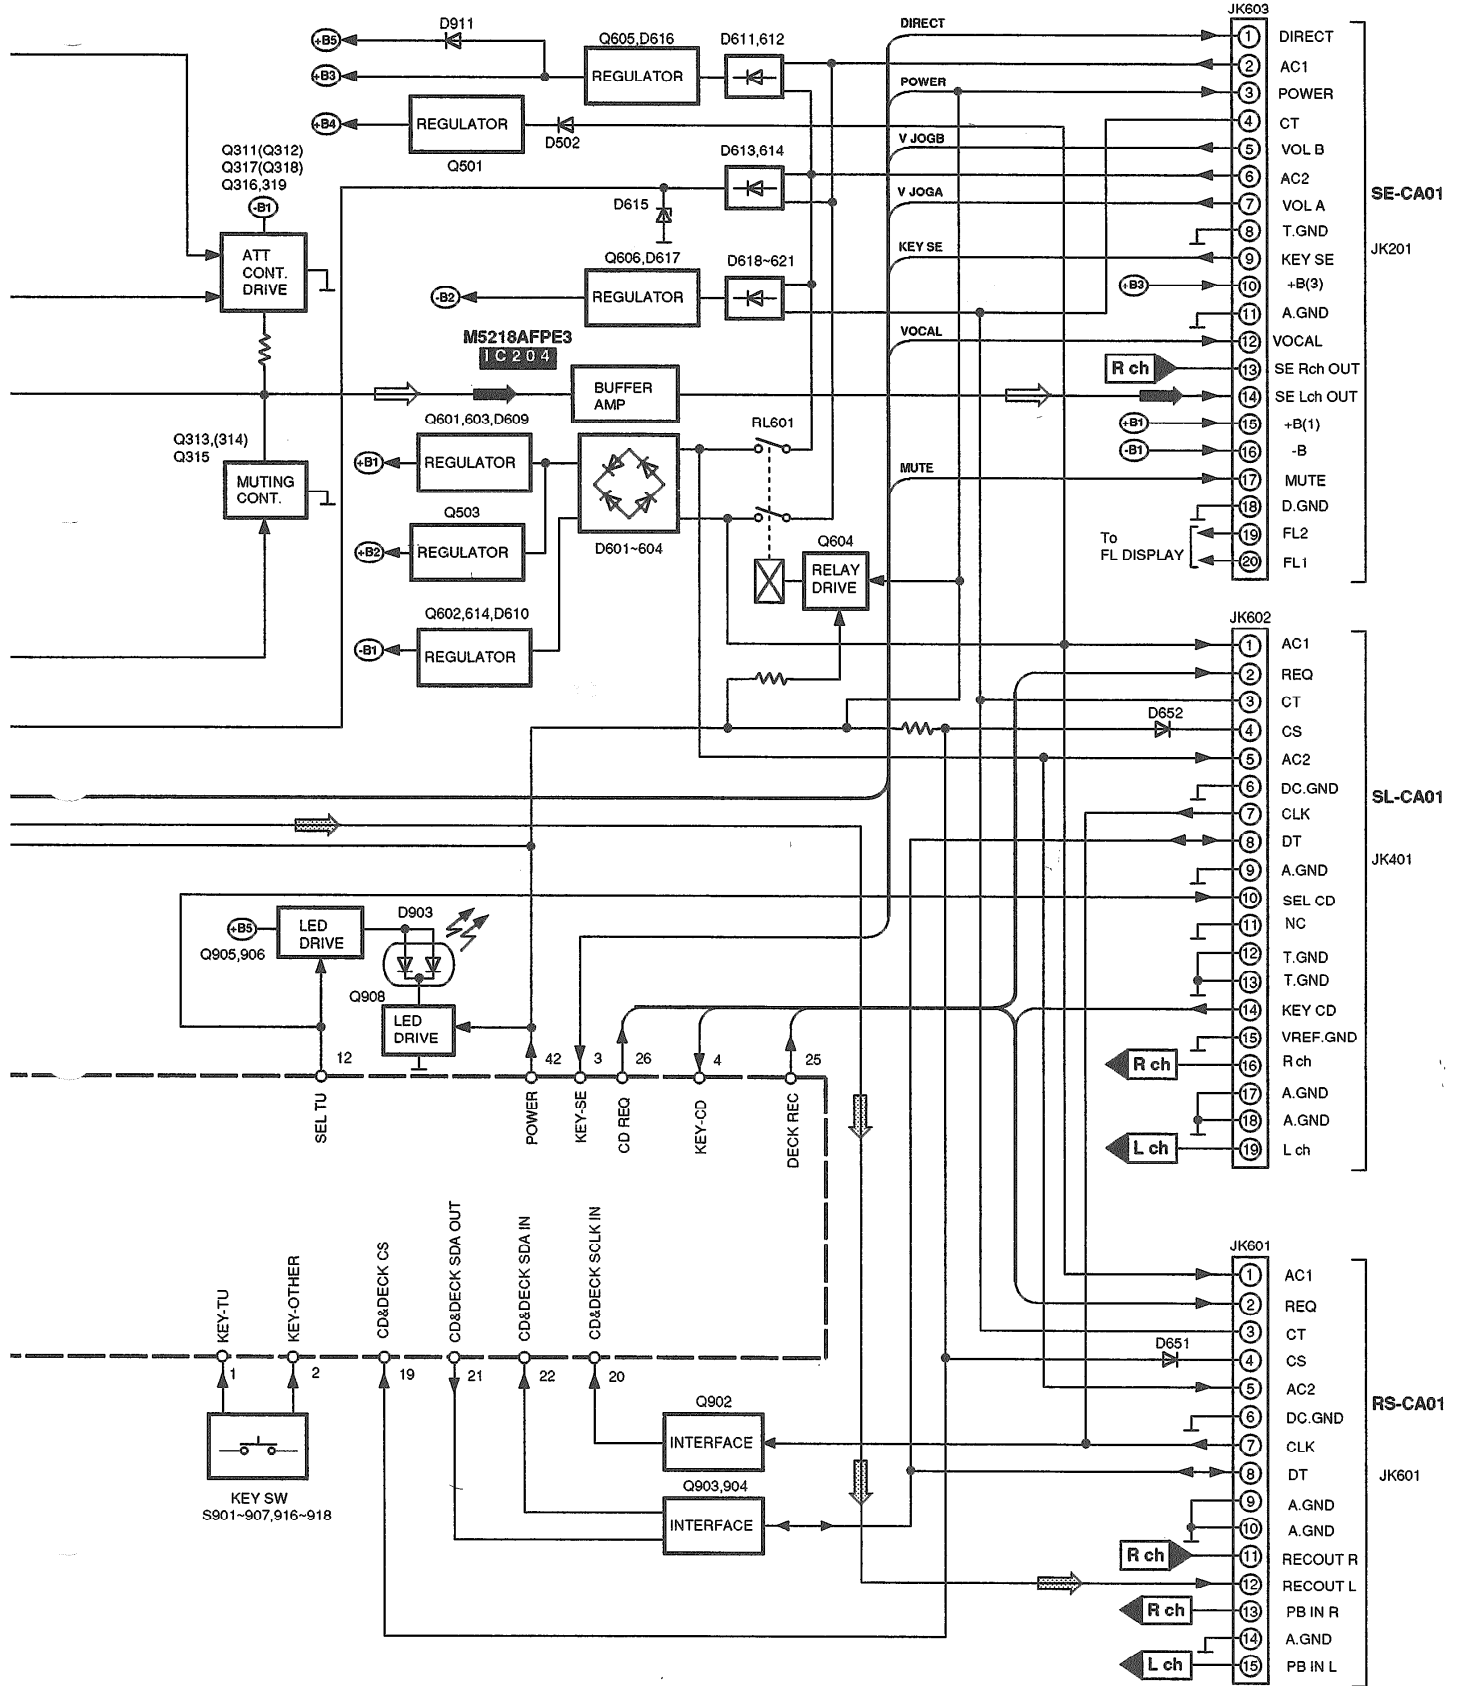 JK603
D911
DIRECT
+B5
Q605,D616
D611,612
1 DIRECT
+B3
REGULATOR
2 AC1
POWER
3 POWER
+B4
REGULATOR
D502
4 CT
Q501
V JOGB
5 VOL B
Q311(Q312)
Q317(Q318)
Q316,319
D613,614
6 AC2
SE-CA01
-B1
D615
V JOGA
7 VOL A
8 T.GND
ATT
CONT.
DRIVE
Q606,D617
D618~621
KEY SE
9 KEY SE
JK201
-B2
REGULATOR
+B3
10 +B(3)
11 A.GND
M5218AFPE3
IC204
VOCAL
12 VOCAL
R ch
13 SE Rch OUT
BUFFER
AMP
14 SE Lch OUT
Q601,603,D609
RL601
+B1
15 +B(1)
Q313,(314)
Q315
+B1
REGULATOR
-B1
16 -B
MUTING
CONT.
MUTE
17 MUTE
Q503
18 D.GND
+B2
REGULATOR
D601~604
Q604
To
FL DISPLAY
19 FL2
20 FL1
RELAY
DRIVE
Q602,614,D610
JK602
-B1
REGULATOR
1 AC1
2 REQ
3 CT
D652
4 CS
5 AC2
6 DC.GND
SL-CA01
7 CLK
8 DT
JK401
9 A.GND
10 SEL CD
+B5
LED
DRIVE
D903
11 NC
Q905,906
12 T.GND
13 T.GND
Q908
14 KEY CD
LED
DRIVE
15 VREF.GND
12
42
3
26
4
25
R ch
16 R ch
17 A.GND
18 A.GND
L ch
19 L ch
SEL TU
POWER
KEY-SE
CD REQ
KEY-CD
DECK REC
KEY-TU
KEY-OTHER
CD&DECK CS
CD&DECK SDA OUT
CD&DECK SDA IN
CD&DECK SCLK IN
JK601
1 AC1
2 REQ
3 CT
D651
4 CS
1
2
19
21
22
20
5 AC2
RS-CA01
Q902
6 DC.GND
INTERFACE
7 CLK
8 DT
JK601
KEY SW
S901~907,916~918
Q903,904
9 A.GND
INTERFACE
10 A.GND
R ch
11 RECOUT R
12 RECOUT L
R ch
13 PB IN R
14 A.GND
L ch
15 PB IN L